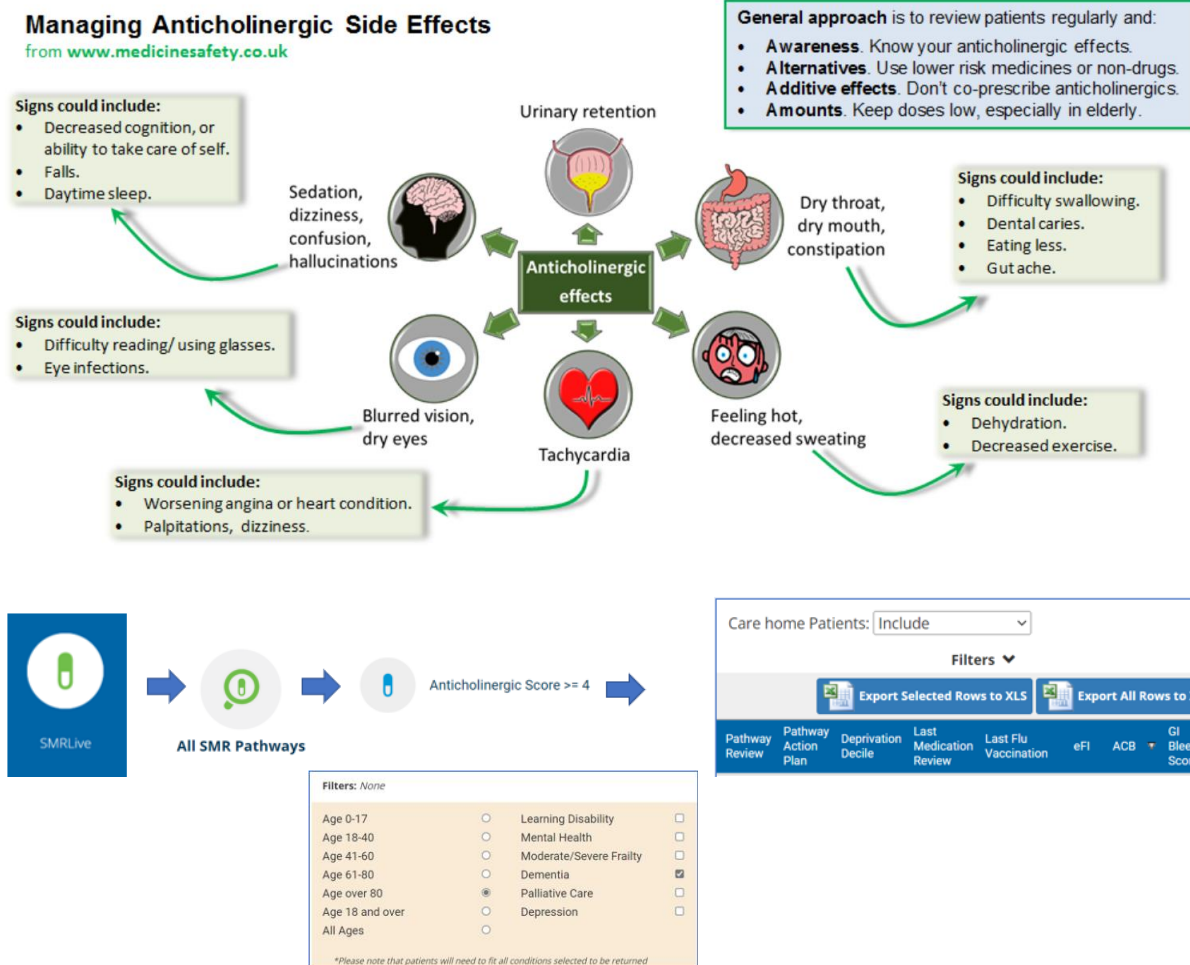 Managing Anticholinergic Side Effects
from www.medicinesafety.co.uk
General approach is to review patients regularly and:
• Awareness. Know your anticholinergic effects.
• Alternatives. Use lower risk medicines or non-drugs.
• Additive effects. Don't co-prescribe anticholinergics.
• Amounts. Keep doses low, especially in elderly.
Signs could include:
• Decreased cognition, or
ability to take care of self.
• Falls.
• Daytime sleep.
Sedation,
dizziness,
confusion,
hallucinations
Urinary retention
Dry throat,
dry mouth,
constipation
Signs could include:
• Difficulty swallowing.
• Dental caries.
• Eating less.
• Gut ache.
Anticholinergic
effects
Signs could include:
• Difficulty reading/ using glasses.
• Eye infections.
Blurred vision,
dry eyes
Tachycardia
Feeling hot,
decreased sweating
Signs could include:
• Dehydration.
• Decreased exercise.
Signs could include:
• Worsening angina or heart condition.
• Palpitations, dizziness.
SMRLive
All SMR Pathways
Anticholinergic Score >= 4
Care home Patients: Include
Filters
Export Selected Rows to XLS
Export All Rows to
Pathway
Review
Pathway
Action
Plan
Deprivation
Decile
Last
Medication
Review
Last Flu
Vaccination
eFI
ACB
GI
Filters: None
Age 0-17
Age 18-40
Age 41-60
Age 61-80
Age over 80
Age 18 and over
All Ages
Learning Disability
Mental Health
Moderate/Severe Frailty
Dementia
Palliative Care
Depression
*Please note that patients will need to fit all conditions selected to be returned